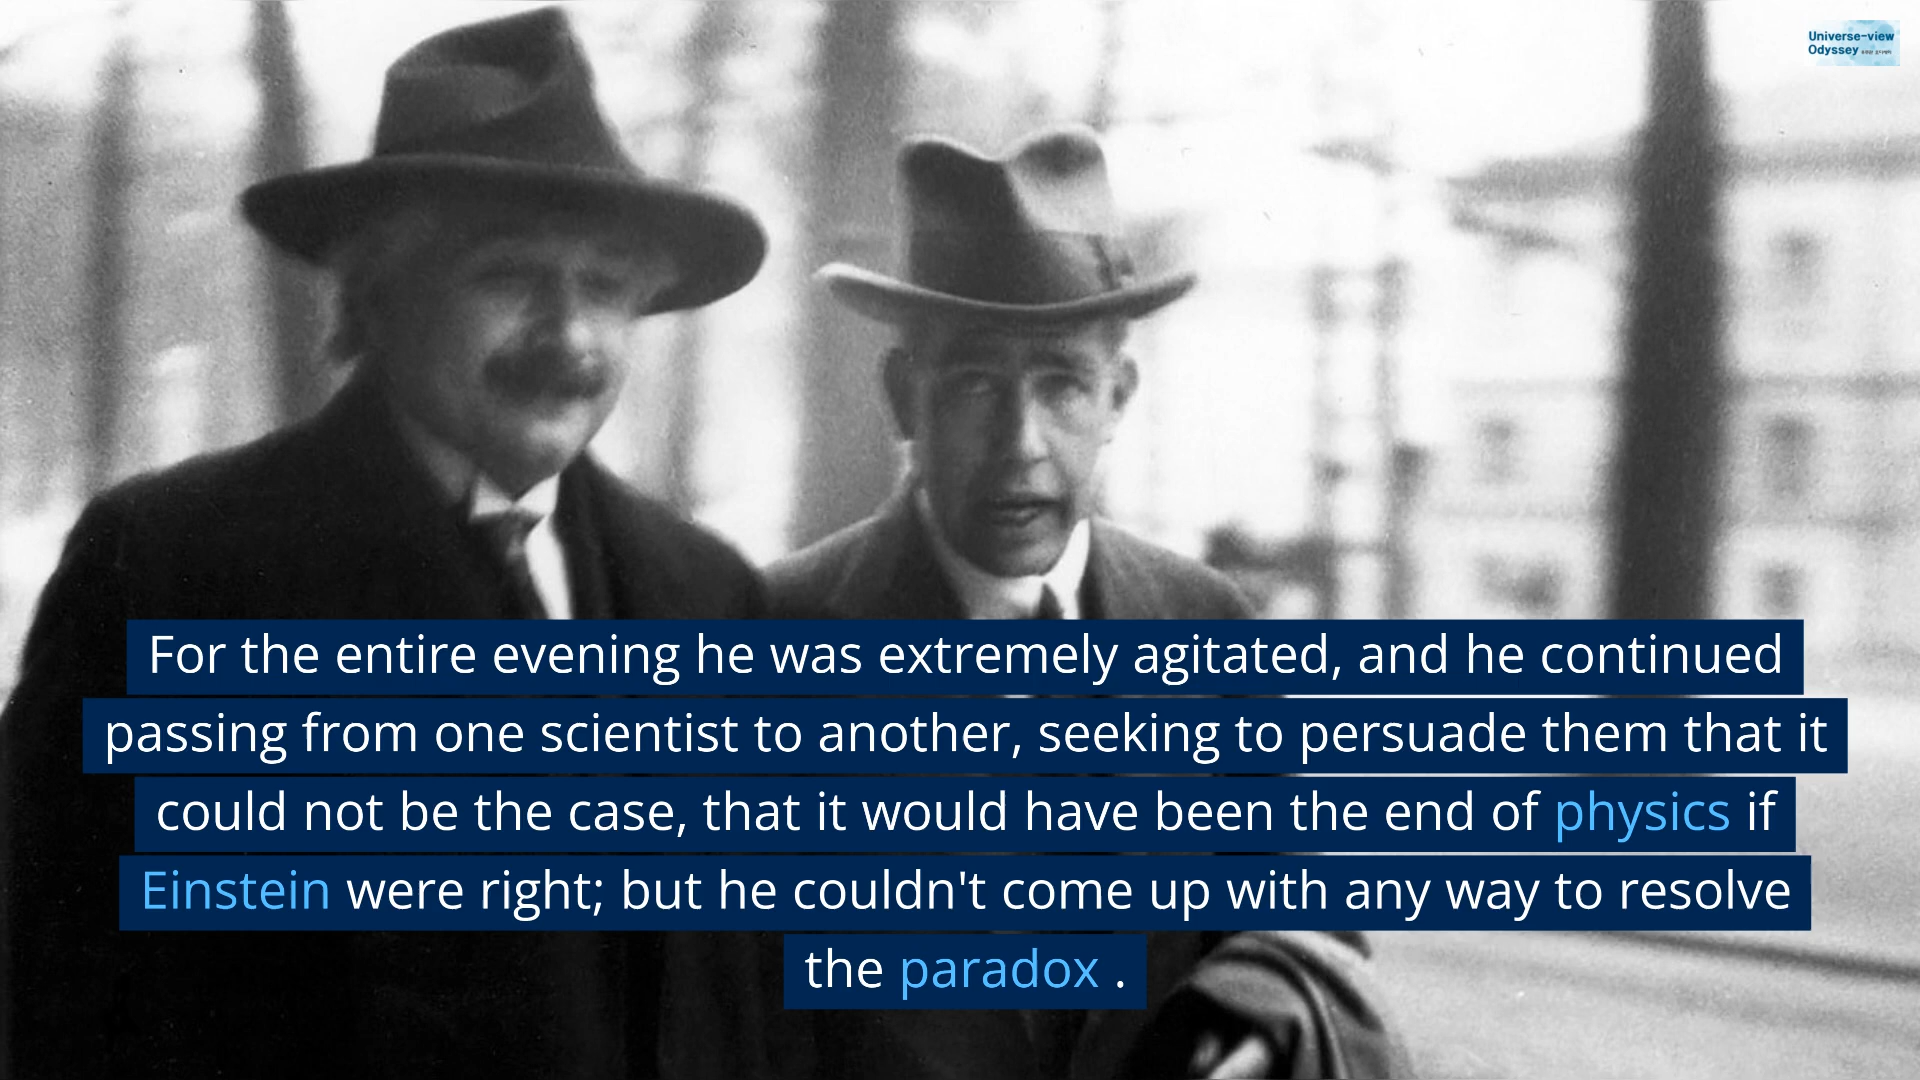 Universe-view
Odyssey
For the entire evening he was extremely agitated, and he continued
passing from one scientist to another, seeking to persuade them that it
could not be the case, that it would have been the end of physics if
Einstein were right; but he couldn't come up with any way to resolve
the paradox .